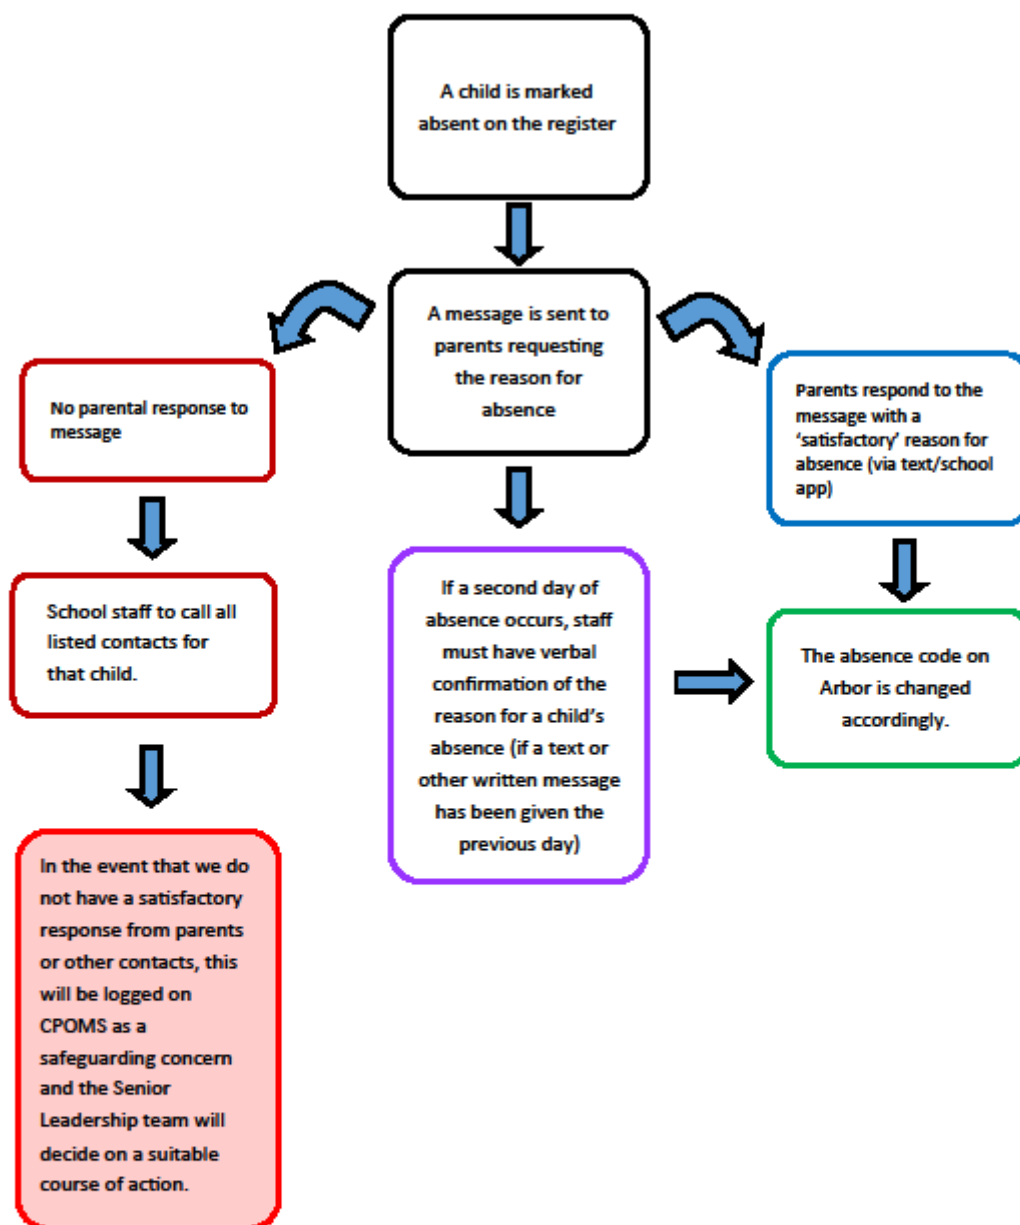 A child is marked
absent on the register
A message is sent to
parents requesting
the reason for
absence
No parental response to
message
Parents respond to the
message with a
‘satisfactory’ reason for
absence (via text/school
app)
School staff to call all
listed contacts for
that child.
If a second day of
absence occurs, staff
must have verbal
confirmation of the
reason for a child’s
absence (if a text or
other written message
has been given the
previous day)
The absence code on
Arbor is changed
accordingly.
In the event that we do
not have a satisfactory
response from parents
or other contacts, this
will be logged on
CPOMS as a
safeguarding concern
and the Senior
Leadership team will
decide on a suitable
course of action.